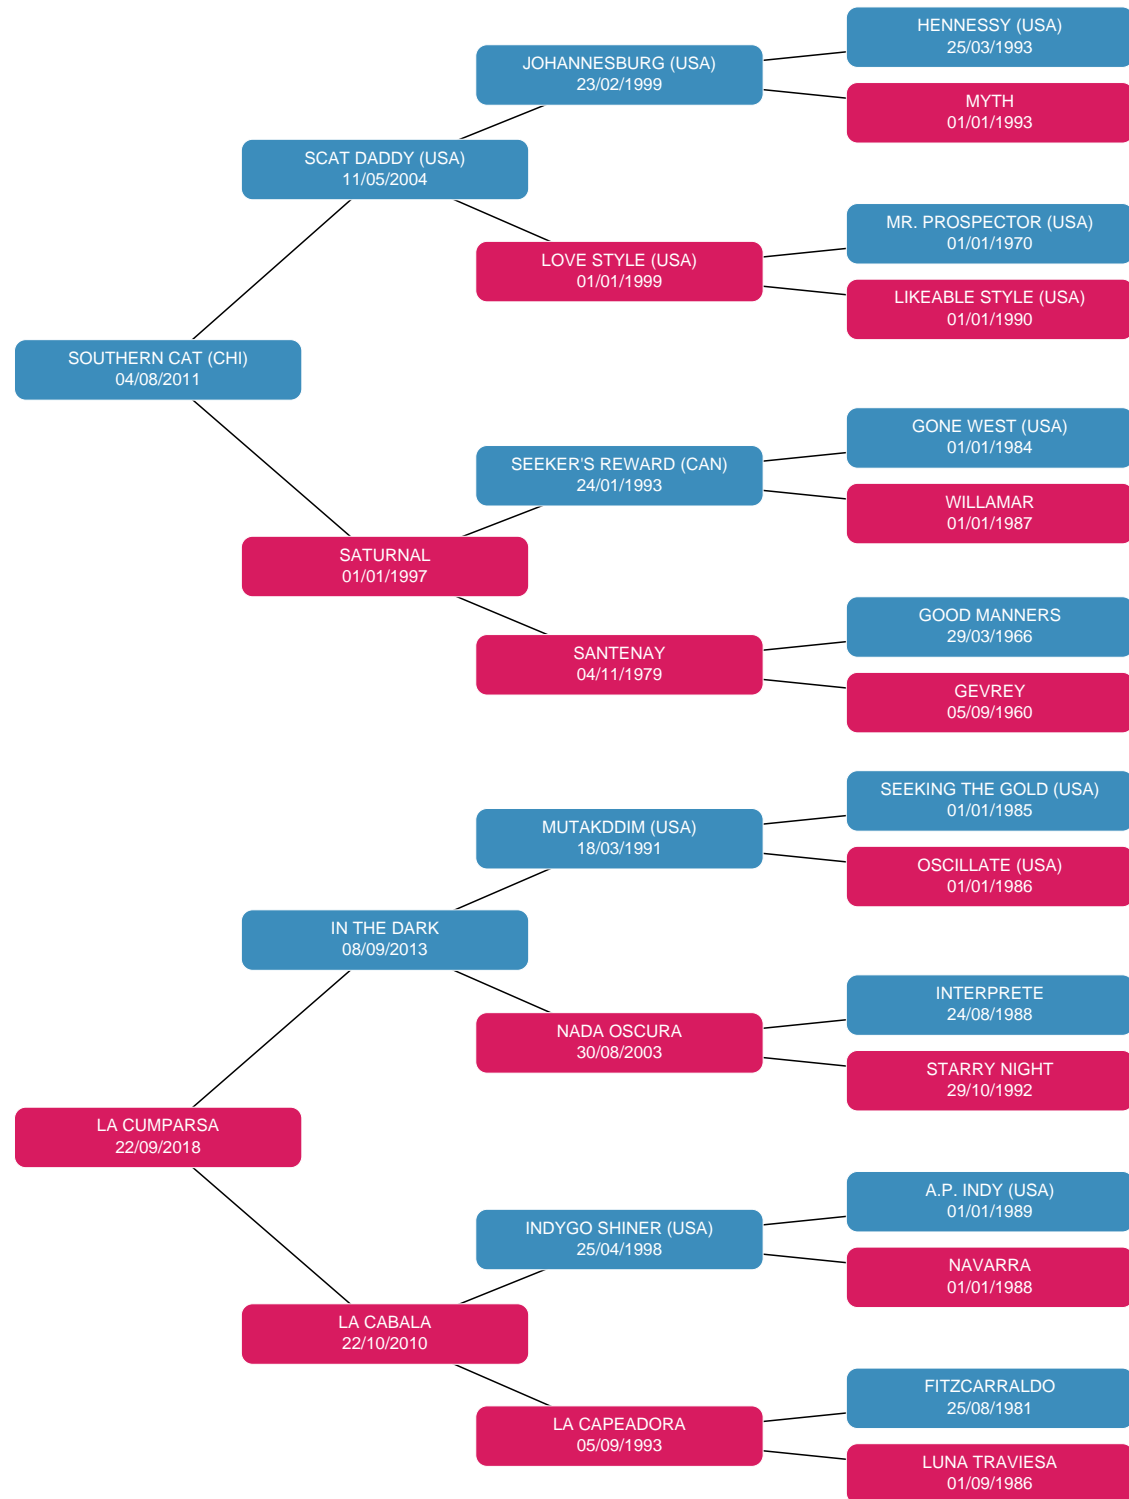 HENNESSY (USA)
25/03/1993
JOHANNESBURG (USA)
23/02/1999
MYTH
01/01/1993
SCAT DADDY (USA)
11/05/2004
MR. PROSPECTOR (USA)
01/01/1970
LOVE STYLE (USA)
01/01/1999
LIKEABLE STYLE (USA)
01/01/1990
SOUTHERN CAT (CHI)
04/08/2011
GONE WEST (USA)
01/01/1984
SEEKER'S REWARD (CAN)
24/01/1993
WILLAMAR
01/01/1987
SATURNAL
01/01/1997
GOOD MANNERS
29/03/1966
SANTENAY
04/11/1979
GEVREY
05/09/1960
SEEKING THE GOLD (USA)
01/01/1985
MUTAKDDIM (USA)
18/03/1991
OSCILLATE (USA)
01/01/1986
IN THE DARK
08/09/2013
INTERPRETE
24/08/1988
NADA OSCURA
30/08/2003
STARRY NIGHT
29/10/1992
LA CUMPARSA
22/09/2018
A.P. INDY (USA)
01/01/1989
INDYGO SHINER (USA)
25/04/1998
NAVARRA
01/01/1988
LA CABALA
22/10/2010
FITZCARRALDO
25/08/1981
LA CAPEADORA
05/09/1993
LUNA TRAVIESA
01/09/1986